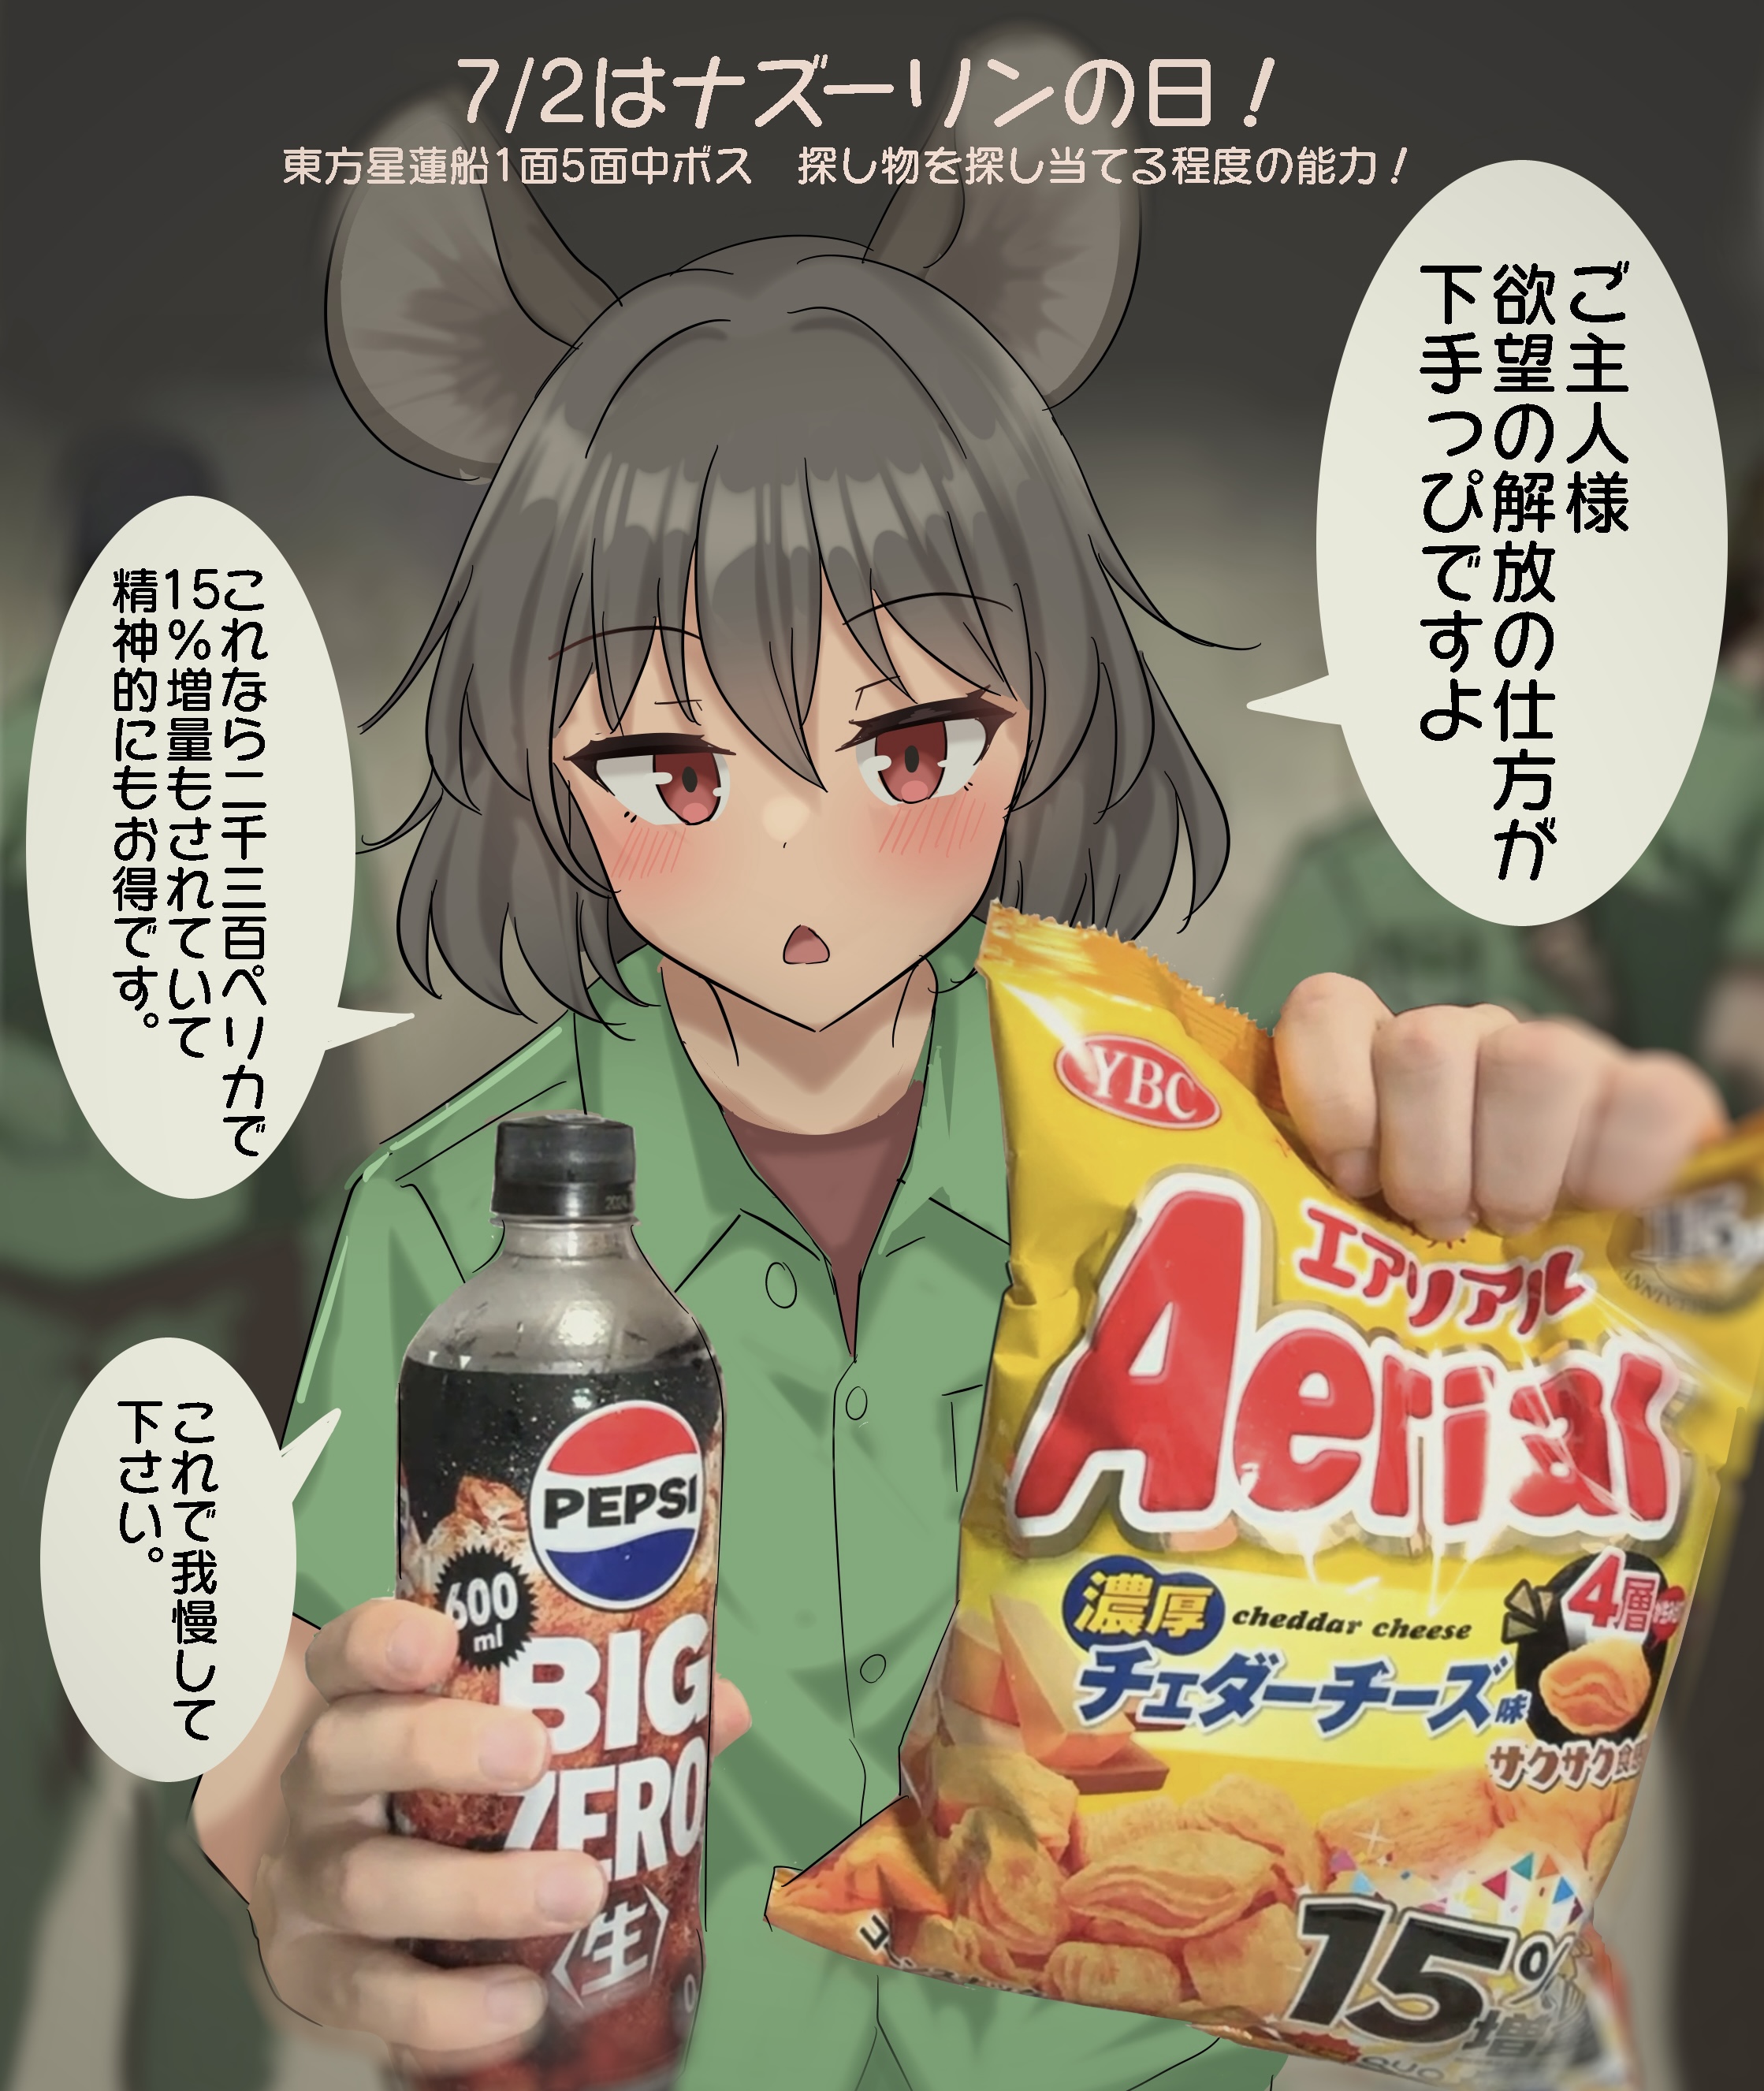 7/2はナズーリンの日！
東方星蓮船1面5面中ボス　探し物を探し当てる程度の能力！
ご主人様
欲望の解放の仕方が
下手っぴですよ
これなら二千三百ペリカで
15%増量もされていて
精神的にもお得です。
これで我慢して
下さい。
PEPSI
600
ml
BIG
ZERO
〈生〉
YBC
エアリアル
Aerial
濃厚
cheddar cheese
チェダーチーズ味
4層
サクサク食感
15%
増